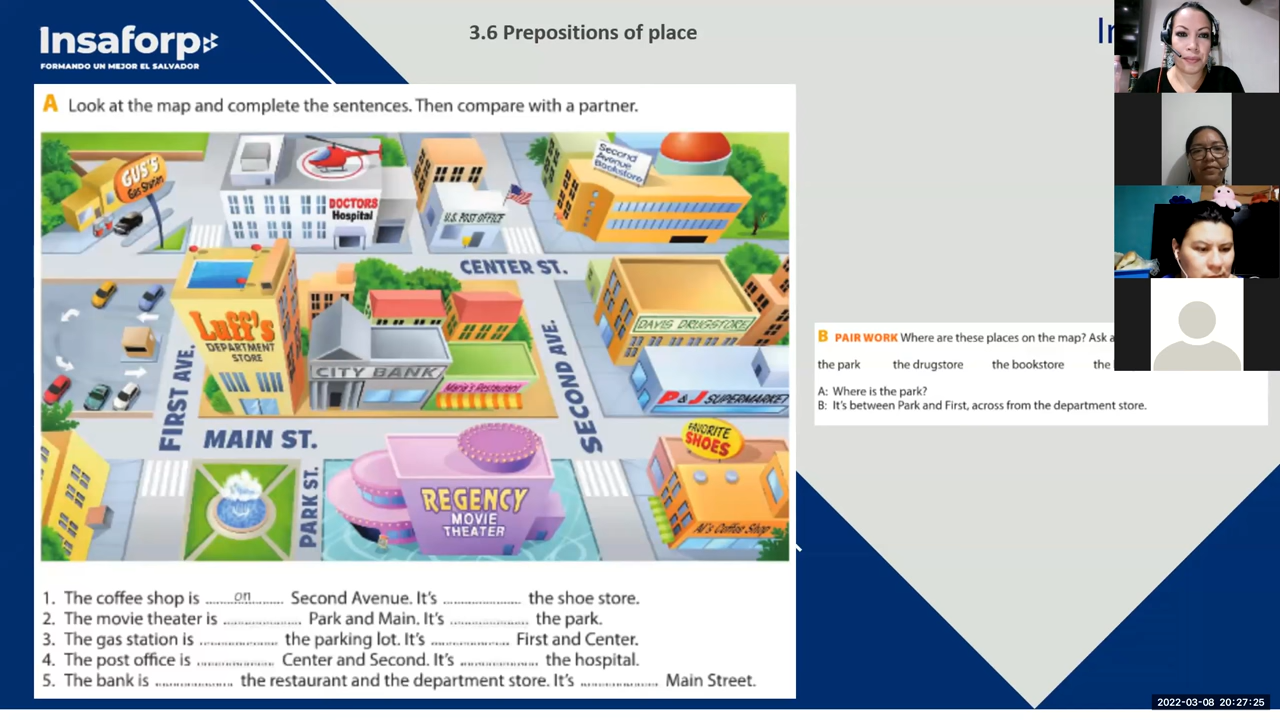 Insaforp
FORMANDO UN MEJOR EL SALVADOR
3.6 Prepositions of place
In
A Look at the map and complete the sentences. Then compare with a partner.
GUS'S
Gas Station
DOCTORS
Hospital
U.S. POST OFFICE
Second
Avenue
Bookstore
CENTER ST.
Luff's
DEPARTMENT
STORE
CITY BANK
Maria's Restaurant
DAVIS DRUGSTORE
P & J SUPERMARKET
FIRST AVE.
SECOND AVE.
MAIN ST.
PARK ST.
REGENCY
MOVIE
THEATER
FAVORITE
SHOES
Al's Coffee Shop
1. The coffee shop is ....on.... Second Avenue. It's .................... the shoe store.
2. The movie theater is .................... Park and Main. It's .................... the park.
3. The gas station is .................... the parking lot. It's .................... First and Center.
4. The post office is .................... Center and Second. It's .................... the hospital.
5. The bank is .................... the restaurant and the department store. It's .................... Main Street.
B PAIR WORK Where are these places on the map? Ask a
the park the drugstore the bookstore the
A: Where is the park?
B: It's between Park and First, across from the department store.
2022-03-08 20:27:25